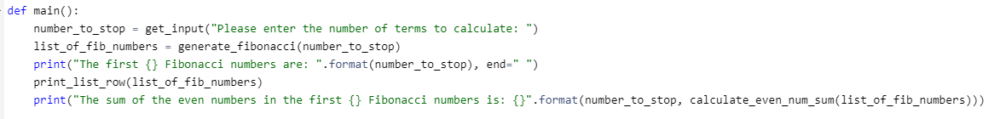 def main():
    number_to_stop = get_input("Please enter the number of terms to calculate: ")
    list_of_fib_numbers = generate_fibonacci(number_to_stop)
    print("The first {} Fibonacci numbers are: ".format(number_to_stop), end=" ")
    print_list_row(list_of_fib_numbers)
    print("The sum of the even numbers in the first {} Fibonacci numbers is: {}".format(number_to_stop, calculate_even_num_sum(list_of_fib_numbers)))